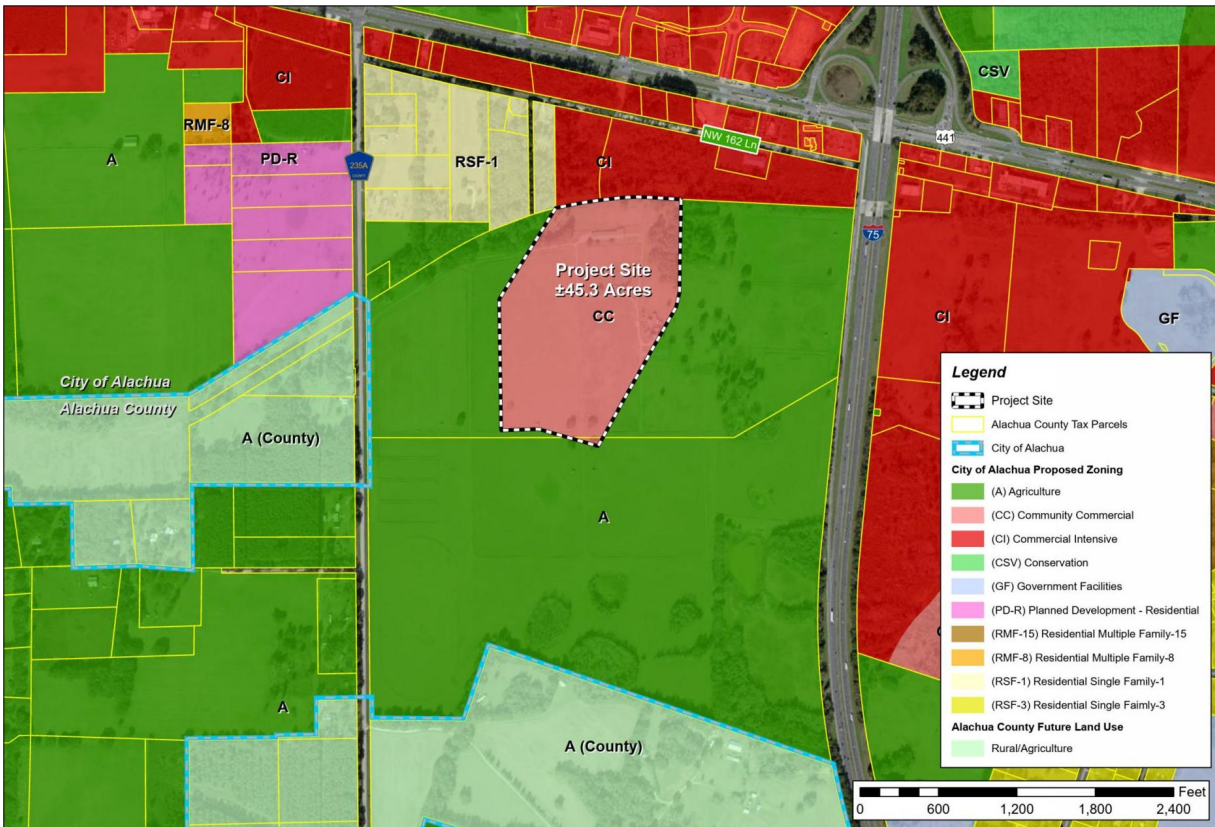 CI
CSV
RMF-8
441
NW 162 Ln
A
PD-R
235A
COUNTY
RSF-1
CI
75
Project Site
±45.3 Acres
CC
CI
GF
City of Alachua
Alachua County
A (County)
A
A
A (County)
Legend
Project Site
Alachua County Tax Parcels
City of Alachua
City of Alachua Proposed Zoning
(A) Agriculture
(CC) Community Commercial
(CI) Commercial Intensive
(CSV) Conservation
(GF) Government Facilities
(PD-R) Planned Development - Residential
(RMF-15) Residential Multiple Family-15
(RMF-8) Residential Multiple Family-8
(RSF-1) Residential Single Family-1
(RSF-3) Residential Single Faimly-3
Alachua County Future Land Use
Rural/Agriculture
Feet
0 600 1,200 1,800 2,400